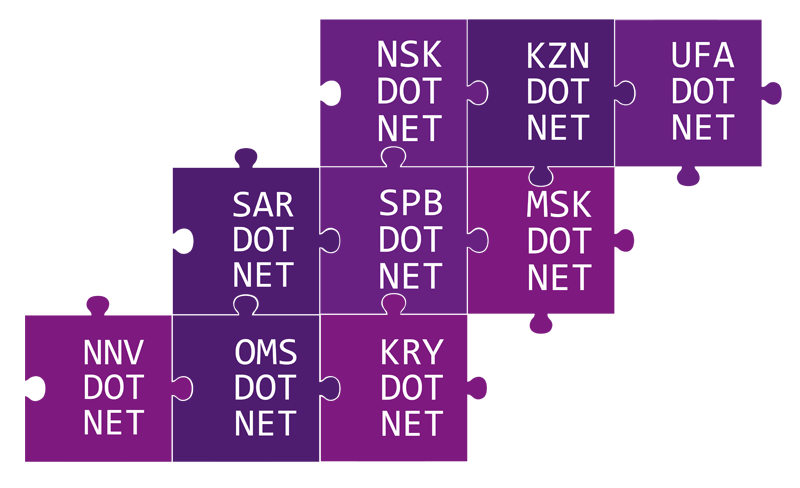 NSK
DOT
NET
KZN
DOT
NET
UFA
DOT
NET
SAR
DOT
NET
SPB
DOT
NET
MSK
DOT
NET
NNV
DOT
NET
OMS
DOT
NET
KRY
DOT
NET